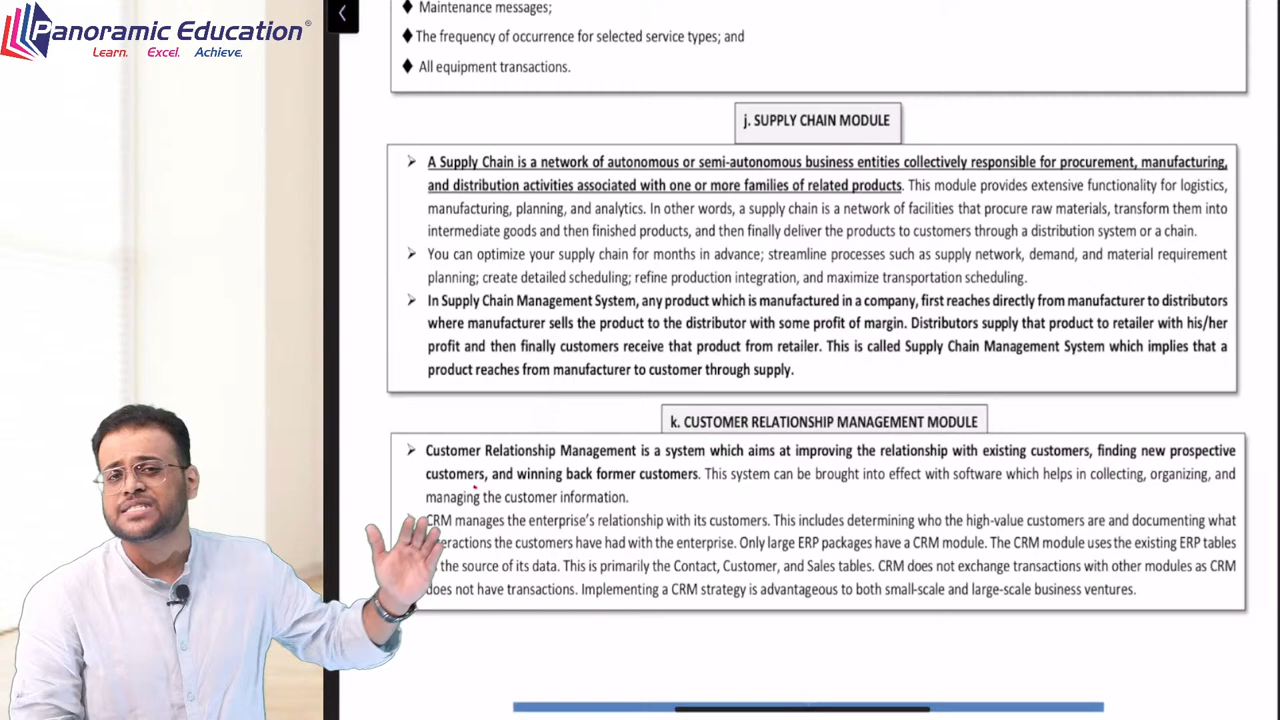 Panoramic Education®
Learn. Excel. Achieve.
♦ Maintenance messages;
♦ The frequency of occurrence for selected service types; and
♦ All equipment transactions.
j. SUPPLY CHAIN MODULE
➢ A Supply Chain is a network of autonomous or semi-autonomous business entities collectively responsible for procurement, manufacturing,
and distribution activities associated with one or more families of related products. This module provides extensive functionality for logistics,
manufacturing, planning, and analytics. In other words, a supply chain is a network of facilities that procure raw materials, transform them into
intermediate goods and then finished products, and then finally deliver the products to customers through a distribution system or a chain.
➢ You can optimize your supply chain for months in advance; streamline processes such as supply network, demand, and material requirement
planning; create detailed scheduling; refine production integration, and maximize transportation scheduling.
➢ In Supply Chain Management System, any product which is manufactured in a company, first reaches directly from manufacturer to distributors
where manufacturer sells the product to the distributor with some profit of margin. Distributors supply that product to retailer with his/her
profit and then finally customers receive that product from retailer. This is called Supply Chain Management System which implies that a
product reaches from manufacturer to customer through supply.
k. CUSTOMER RELATIONSHIP MANAGEMENT MODULE
➢ Customer Relationship Management is a system which aims at improving the relationship with existing customers, finding new prospective
customers, and winning back former customers. This system can be brought into effect with software which helps in collecting, organizing, and
managing the customer information.
CRM manages the enterprise's relationship with its customers. This includes determining who the high-value customers are and documenting what
eractions the customers have had with the enterprise. Only large ERP packages have a CRM module. The CRM module uses the existing ERP tables
the source of its data. This is primarily the Contact, Customer, and Sales tables. CRM does not exchange transactions with other modules as CRM
does not have transactions. Implementing a CRM strategy is advantageous to both small-scale and large-scale business ventures.